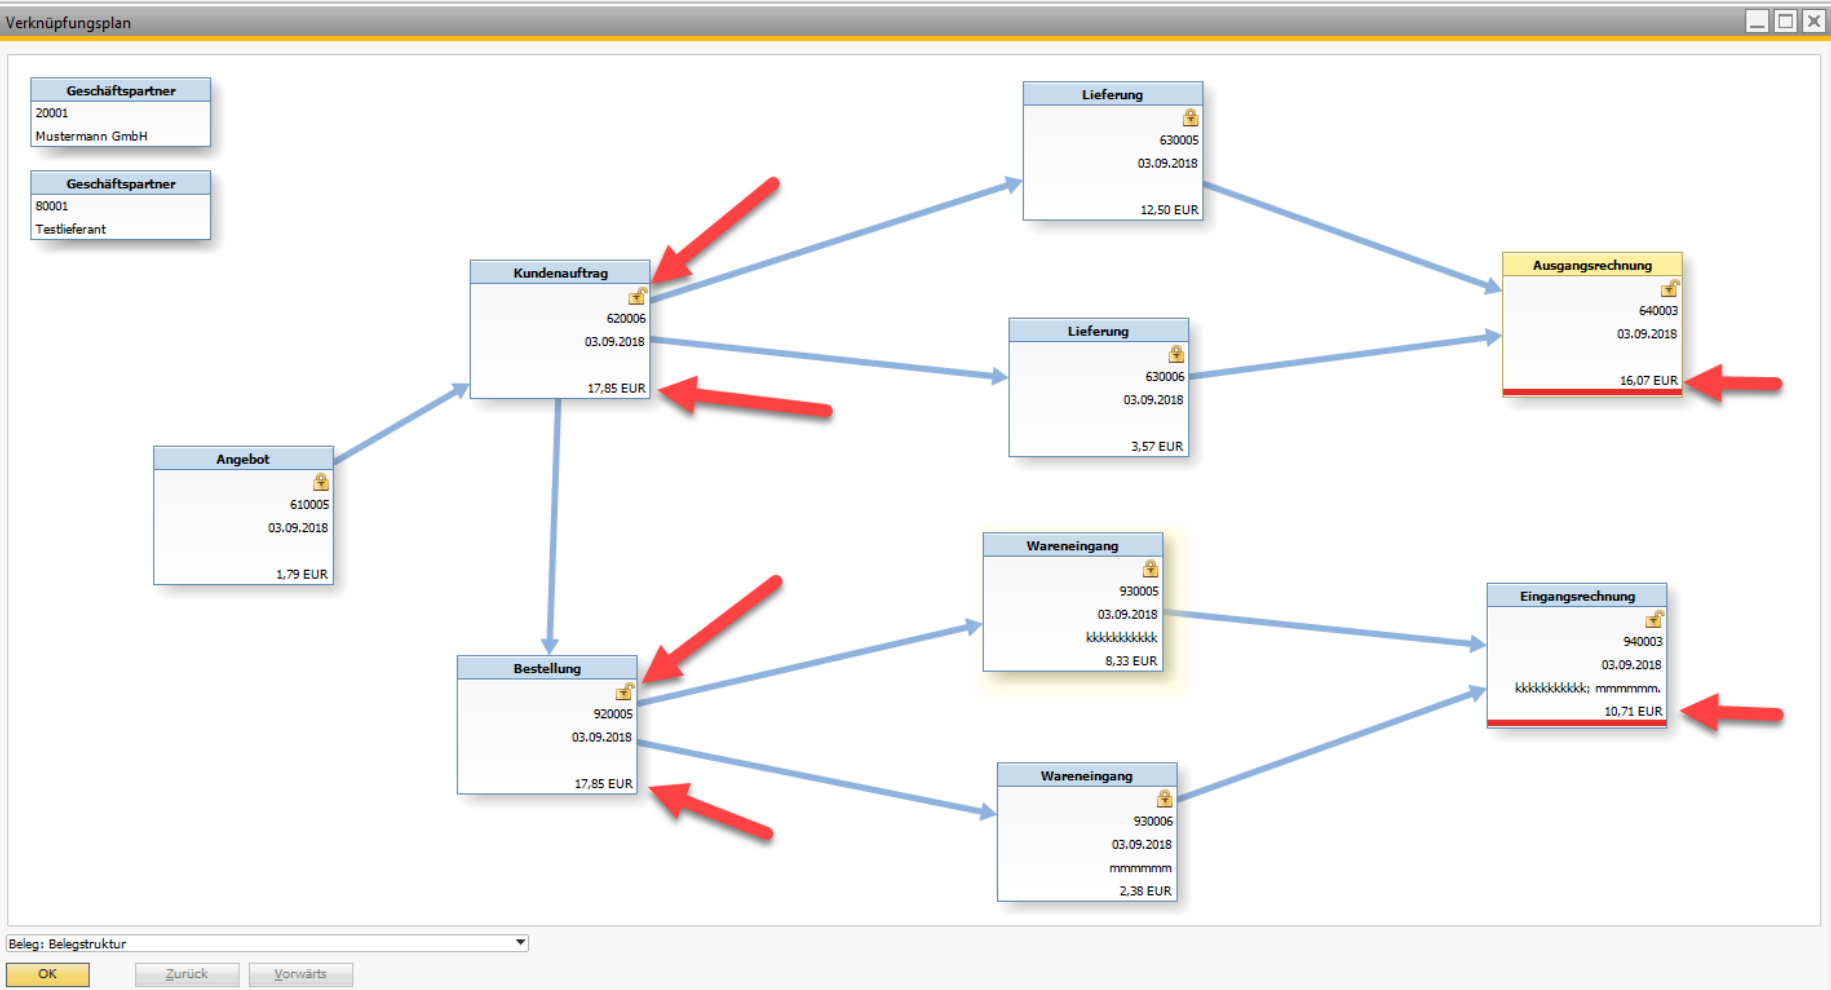 Verknüpfungsplan
Geschäftspartner
20001
Mustermann GmbH
Geschäftspartner
80001
Testlieferant
Lieferung
630005
03.09.2018
12,50 EUR
Kundenauftrag
620006
03.09.2018
17,85 EUR
Ausgangsrechnung
640003
03.09.2018
16,07 EUR
Lieferung
630006
03.09.2018
3,57 EUR
Angebot
610005
03.09.2018
1,79 EUR
Wareneingang
930005
03.09.2018
kkkkkkkkkkk
8,33 EUR
Eingangsrechnung
940003
03.09.2018
kkkkkkkkkkk; mmmmmm.
10,71 EUR
Bestellung
920005
03.09.2018
17,85 EUR
Wareneingang
930006
03.09.2018
mmmmmm
2,38 EUR
Beleg: Belegstruktur
OK
Zurück
Vorwärts